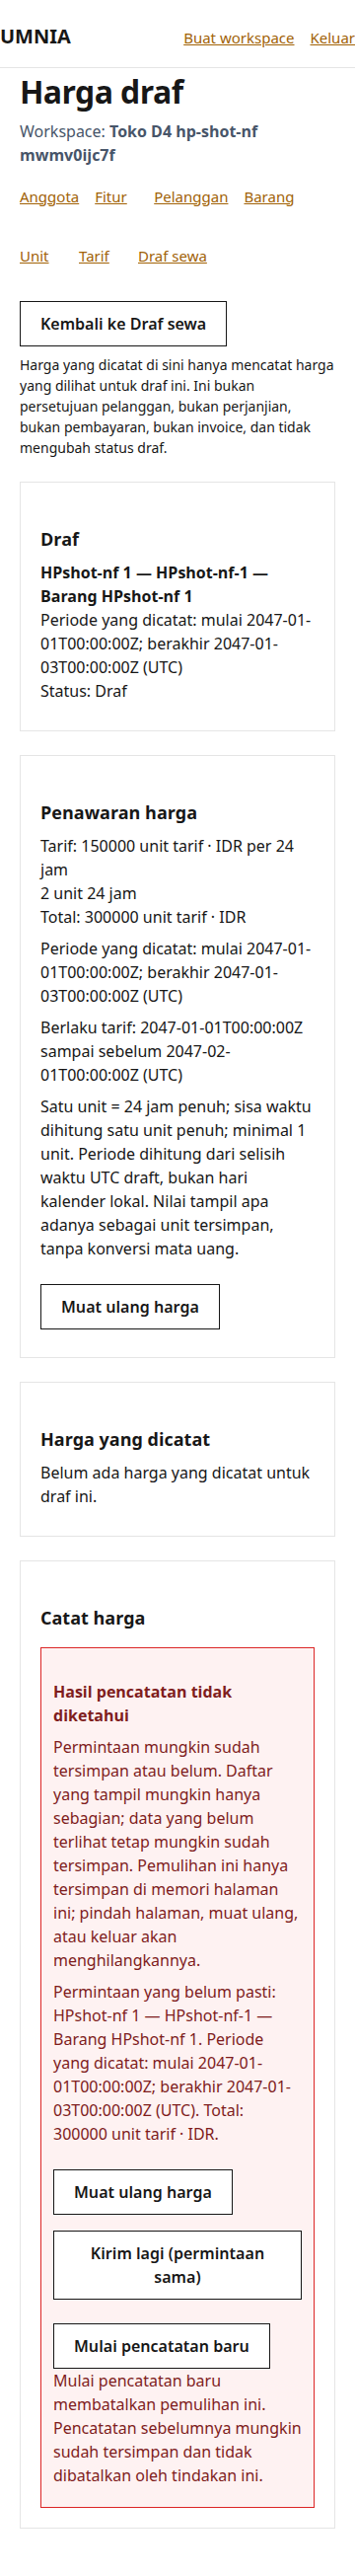 UMNIA
Buat workspace Keluar
Harga draf
Workspace: Toko D4 hp-shot-nf
mwmv0ijc7f
Anggota Fitur Pelanggan Barang
Unit Tarif Draf sewa
Kembali ke Draf sewa
Harga yang dicatat di sini hanya mencatat harga
yang dilihat untuk draf ini. Ini bukan
persetujuan pelanggan, bukan perjanjian,
bukan pembayaran, bukan invoice, dan tidak
mengubah status draf.
Draf
HPshot-nf 1 — HPshot-nf-1 —
Barang HPshot-nf 1
Periode yang dicatat: mulai 2047-01-
01T00:00:00Z; berakhir 2047-01-
03T00:00:00Z (UTC)
Status: Draf
Penawaran harga
Tarif: 150000 unit tarif · IDR per 24
jam
2 unit 24 jam
Total: 300000 unit tarif · IDR
Periode yang dicatat: mulai 2047-01-
01T00:00:00Z; berakhir 2047-01-
03T00:00:00Z (UTC)
Berlaku tarif: 2047-01-01T00:00:00Z
sampai sebelum 2047-02-
01T00:00:00Z (UTC)
Satu unit = 24 jam penuh; sisa waktu
dihitung satu unit penuh; minimal 1
unit. Periode dihitung dari selisih
waktu UTC draft, bukan hari
kalender lokal. Nilai tampil apa
adanya sebagai unit tersimpan,
tanpa konversi mata uang.
Muat ulang harga
Harga yang dicatat
Belum ada harga yang dicatat untuk
draf ini.
Catat harga
Hasil pencatatan tidak
diketahui
Permintaan mungkin sudah
tersimpan atau belum. Daftar
yang tampil mungkin hanya
sebagian; data yang belum
terlihat tetap mungkin sudah
tersimpan. Pemulihan ini hanya
tersimpan di memori halaman
ini; pindah halaman, muat ulang,
atau keluar akan
menghilangkannya.
Permintaan yang belum pasti:
HPshot-nf 1 — HPshot-nf-1 —
Barang HPshot-nf 1. Periode
yang dicatat: mulai 2047-01-
01T00:00:00Z; berakhir 2047-01-
03T00:00:00Z (UTC). Total:
300000 unit tarif · IDR.
Muat ulang harga
Kirim lagi (permintaan
sama)
Mulai pencatatan baru
Mulai pencatatan baru
membatalkan pemulihan ini.
Pencatatan sebelumnya mungkin
sudah tersimpan dan tidak
dibatalkan oleh tindakan ini.